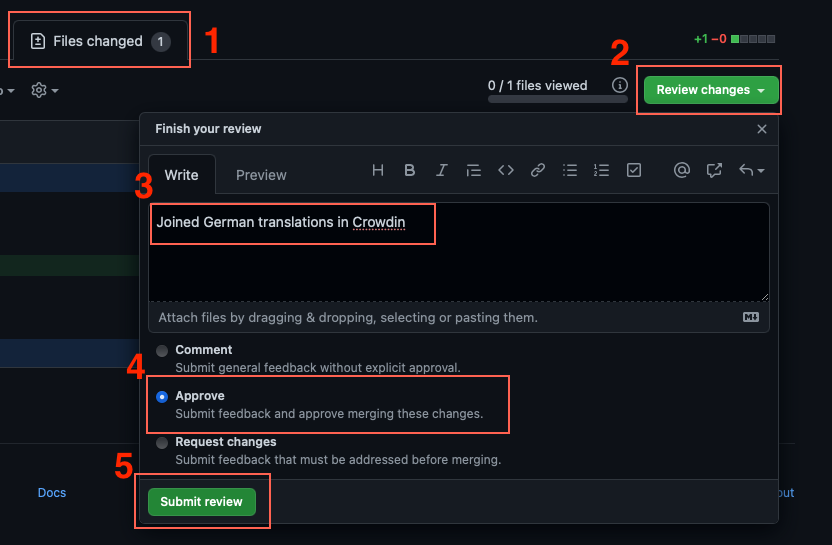 Files changed 1
1
+1 −0
2
0 / 1 files viewed
Review changes
Finish your review
Write
Preview
3
Joined German translations in Crowdin
Attach files by dragging & dropping, selecting or pasting them.
Comment
Submit general feedback without explicit approval.
4
Approve
Submit feedback and approve merging these changes.
Request changes
Submit feedback that must be addressed before merging.
5
Docs
Submit review